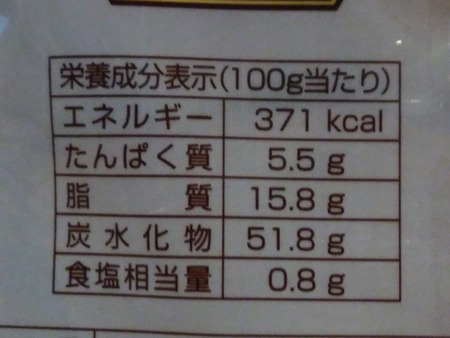 栄養成分表示(100g当たり)
エネルギー 371 kcal
たんぱく質 5.5 g
脂質 15.8 g
炭水化物 51.8 g
食塩相当量 0.8 g